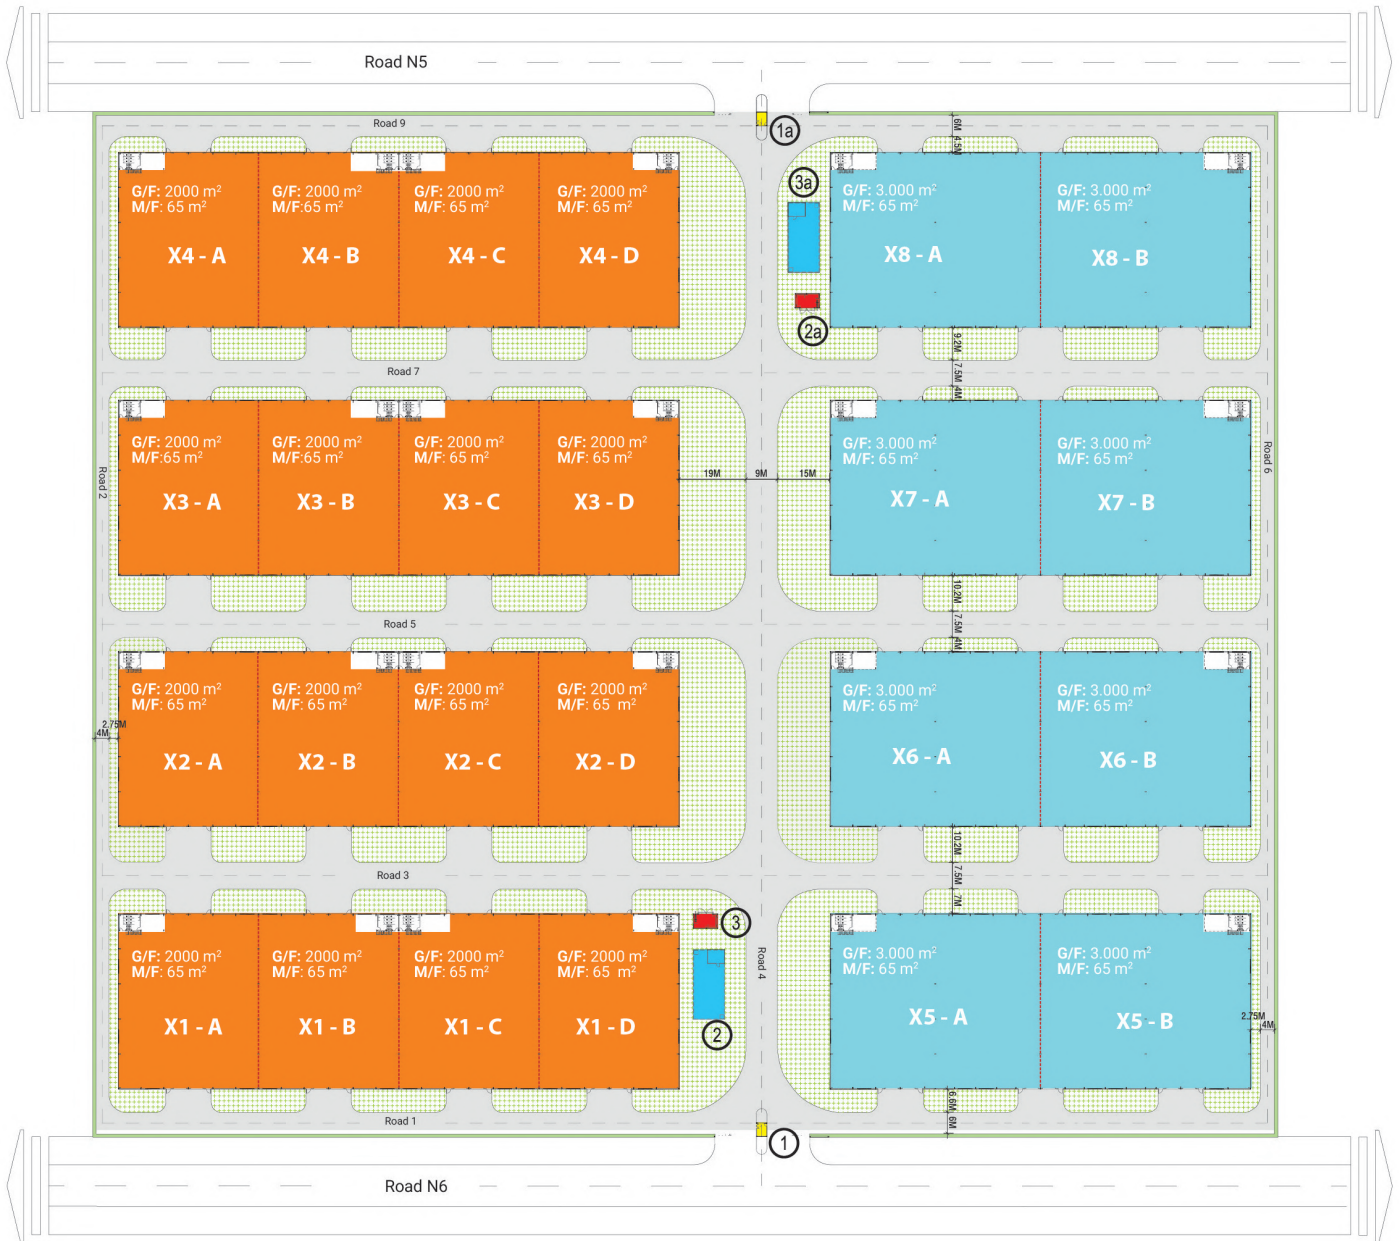 Road N5
Road 9
1a
6M
4.5M
3a
G/F: 2000 m²
M/F: 65 m²
X4 - A
G/F: 2000 m²
M/F:65 m²
X4 - B
G/F: 2000 m²
M/F: 65 m²
X4 - C
G/F: 2000 m²
M/F: 65 m²
X4 - D
G/F: 3.000 m²
M/F: 65 m²
X8 - A
G/F: 3.000 m²
M/F: 65 m²
X8 - B
2a
9.2M
7.5M
4M
Road 7
G/F: 2000 m²
M/F:65 m²
X3 - A
G/F: 2000 m²
M/F:65 m²
X3 - B
G/F: 2000 m²
M/F: 65 m²
X3 - C
G/F: 2000 m²
M/F: 65 m²
X3 - D
G/F: 3.000 m²
M/F: 65 m²
X7 - A
G/F: 3.000 m²
M/F: 65 m²
X7 - B
Road 2
19M
9M
15M
Road 6
10.2M
7.5M
4M
Road 5
G/F: 2000 m²
M/F: 65 m²
X2 - A
G/F: 2000 m²
M/F: 65 m²
X2 - B
G/F: 2000 m²
M/F: 65 m²
X2 - C
G/F: 2000 m²
M/F: 65 m²
X2 - D
G/F: 3.000 m²
M/F: 65 m²
X6 - A
G/F: 3.000 m²
M/F: 65 m²
X6 - B
2.75M
4M
10.2M
7.5M
7M
Road 3
3
G/F: 2000 m²
M/F: 65 m²
X1 - A
G/F: 2000 m²
M/F: 65 m²
X1 - B
G/F: 2000 m²
M/F: 65 m²
X1 - C
G/F: 2000 m²
M/F: 65 m²
X1 - D
Road 4
G/F: 3.000 m²
M/F: 65 m²
X5 - A
G/F: 3.000 m²
M/F: 65 m²
X5 - B
2
2.75M
4M
6.6M
6M
Road 1
1
Road N6